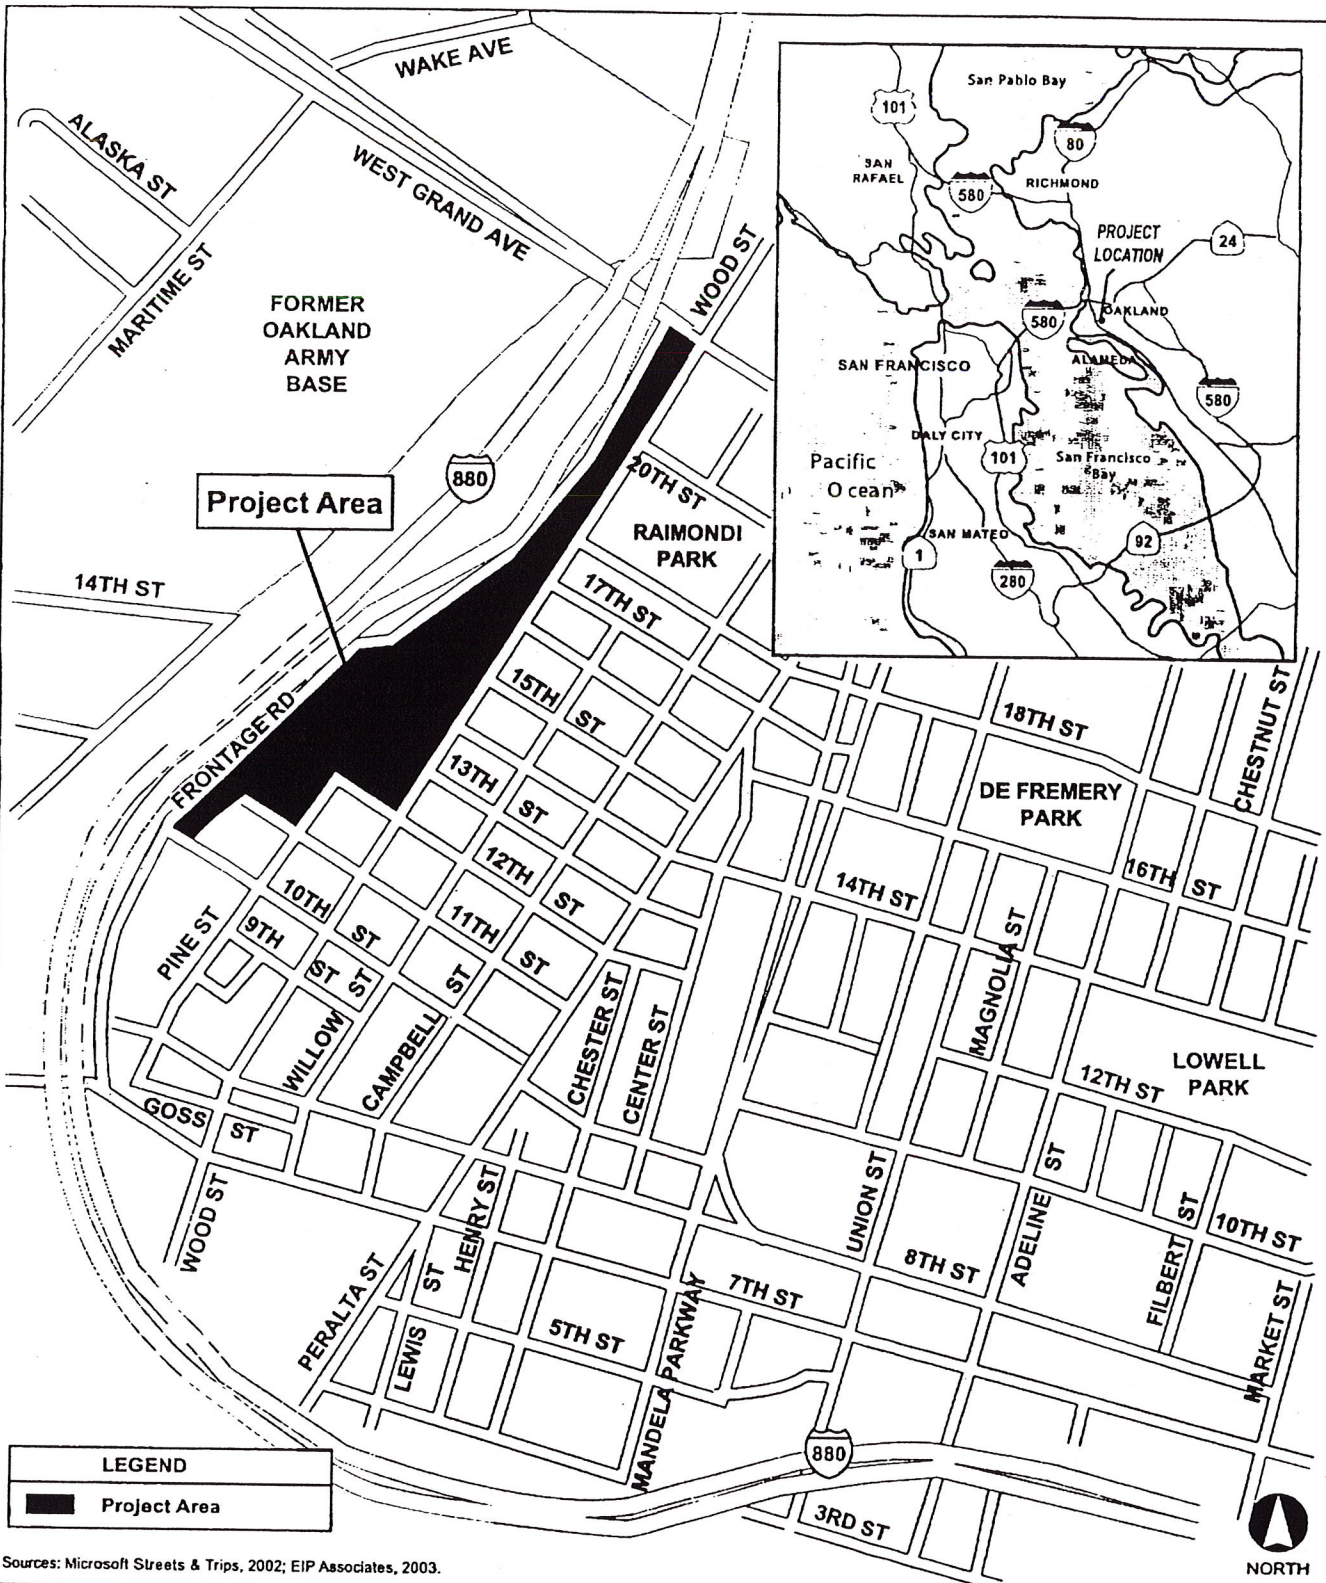 WAKE AVE
ALASKA ST
WEST GRAND AVE
MARITIME ST
WOOD ST
FORMER
OAKLAND
ARMY
BASE
880
Project Area
20TH ST
RAIMONDI
PARK
14TH ST
17TH ST
FRONTAGE RD
15TH ST
13TH ST
12TH ST
11TH ST
10TH ST
9TH ST
PINE ST
WILLOW ST
CAMPBELL ST
CHESTER ST
CENTER ST
GOSS ST
WOOD ST
HENRY ST
PERALTA ST
LEWIS ST
5TH ST
MANDELA PARKWAY
7TH ST
8TH ST
UNION ST
ADELINE ST
FILBERT ST
10TH ST
MARKET ST
12TH ST
LOWELL
PARK
MAGNOLIA ST
14TH ST
16TH ST
DE FREMERY
PARK
18TH ST
CHESTNUT ST
880
3RD ST
San Pablo Bay
101
80
SAN
RAFAEL
580
RICHMOND
PROJECT
LOCATION
24
580
OAKLAND
SAN FRANCISCO
ALAMEDA
580
DALY CITY
101
San Francisco
Bay
Pacific
Ocean
SAN MATEO
92
1
280
LEGEND
Project Area
NORTH
Sources: Microsoft Streets & Trips, 2002; EIP Associates, 2003.